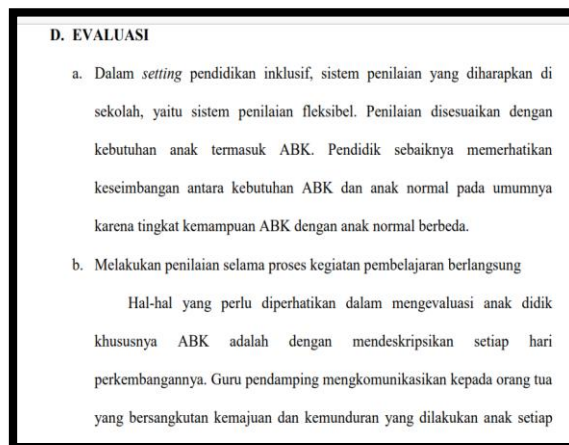 D. EVALUASI
a. Dalam setting pendidikan inklusif, sistem penilaian yang diharapkan di
sekolah, yaitu sistem penilaian fleksibel. Penilaian disesuaikan dengan
kebutuhan anak termasuk ABK. Pendidik sebaiknya memerhatikan
keseimbangan antara kebutuhan ABK dan anak normal pada umumnya
karena tingkat kemampuan ABK dengan anak normal berbeda.
b. Melakukan penilaian selama proses kegiatan pembelajaran berlangsung
Hal-hal yang perlu diperhatikan dalam mengevaluasi anak didik
khususnya ABK adalah dengan mendeskripsikan setiap hari
perkembangannya. Guru pendamping mengkomunikasikan kepada orang tua
yang bersangkutan kemajuan dan kemunduran yang dilakukan anak setiap